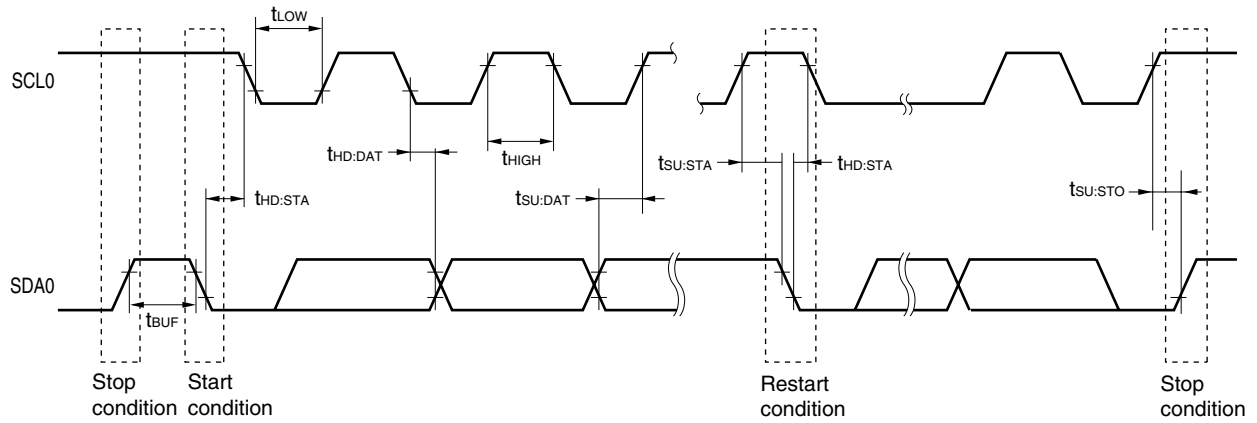 tLOW
SCL0
tHD:DAT
tHIGH
tSU:STA
tHD:STA
tHD:STA
tSU:DAT
tSU:STO
SDA0
tBUF
Stop
condition
Start
condition
Restart
condition
Stop
condition